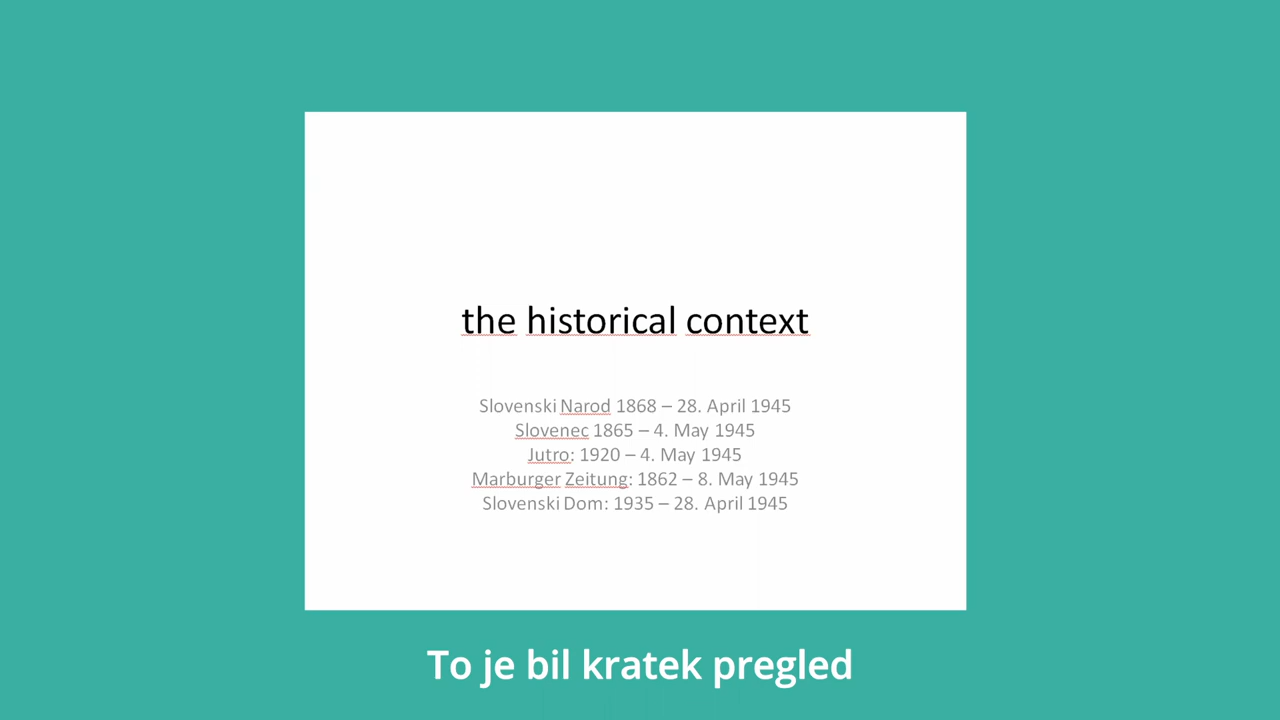 the historical context
Slovenski Narod 1868 – 28. April 1945
Slovenec 1865 – 4. May 1945
Jutro: 1920 – 4. May 1945
Marburger Zeitung: 1862 – 8. May 1945
Slovenski Dom: 1935 – 28. April 1945
To je bil kratek pregled